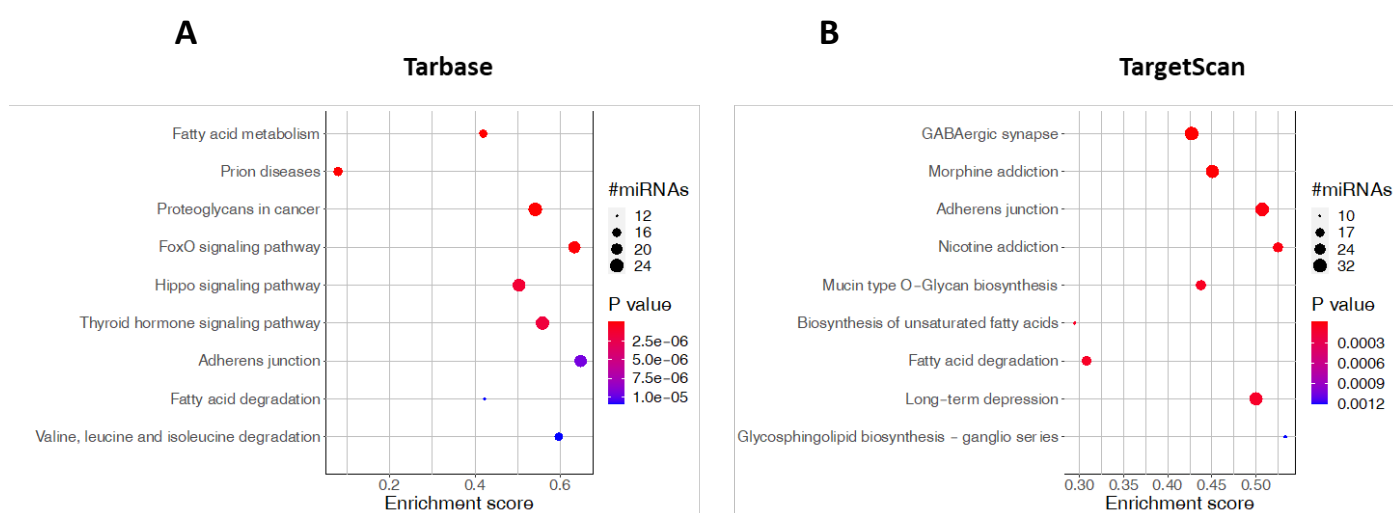 A
Tarbase
Fatty acid metabolism
Prion diseases
Proteoglycans in cancer
FoxO signaling pathway
Hippo signaling pathway
Thyroid hormone signaling pathway
Adherens junction
Fatty acid degradation
Valine, leucine and isoleucine degradation
0.2 0.4 0.6
Enrichment score
#miRNAs
12
16
20
24
P value
2.5e-06
5.0e-06
7.5e-06
1.0e-05
B
TargetScan
GABAergic synapse
Morphine addiction
Adherens junction
Nicotine addiction
Mucin type O-Glycan biosynthesis
Biosynthesis of unsaturated fatty acids
Fatty acid degradation
Long-term depression
Glycosphingolipid biosynthesis - ganglio series
0.30 0.35 0.40 0.45 0.50
Enrichment score
#miRNAs
10
17
24
32
P value
0.0003
0.0006
0.0009
0.0012